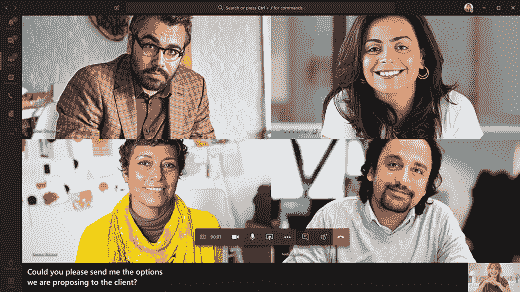 Search or press Ctrl + / for commands
00:01
Could you please send me the options
we are proposing to the client?